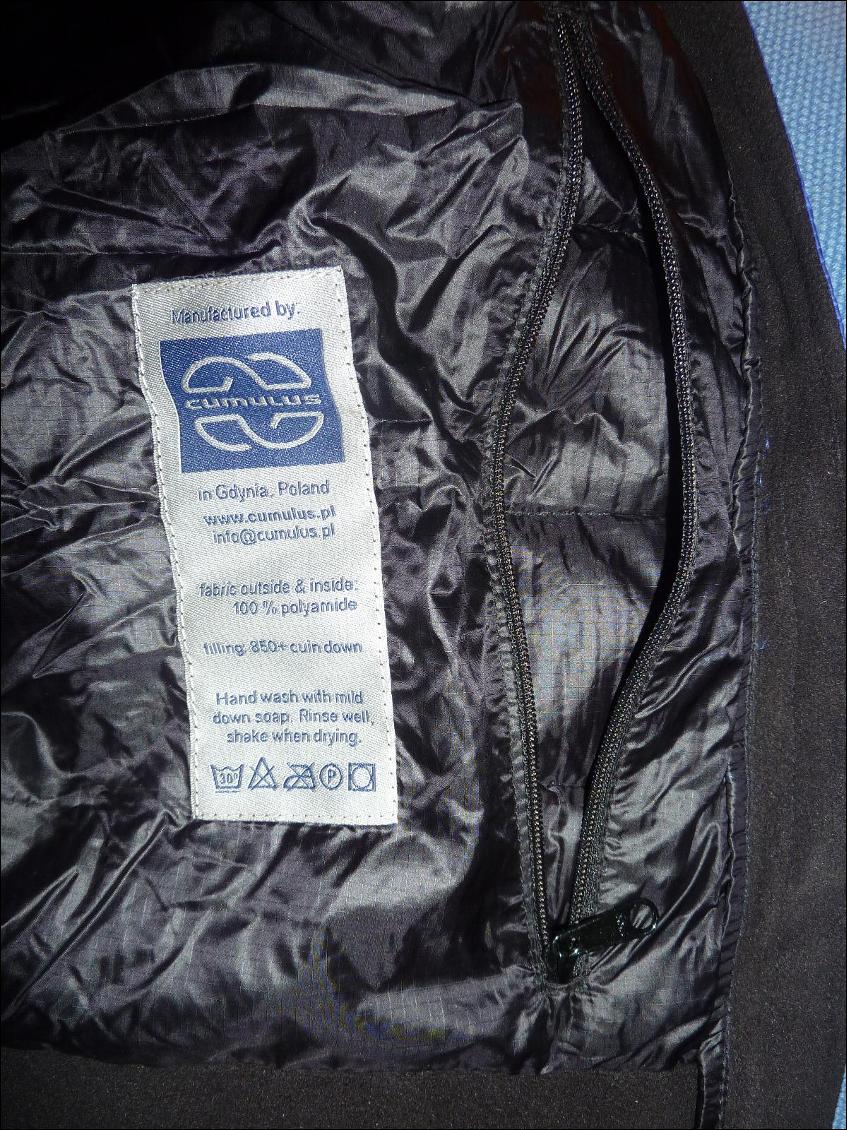 Manufactured by:
CUMULUS
in Gdynia, Poland
www.cumulus.pl
info@cumulus.pl
fabric outside & inside:
100 % polyamide
filling: 850+ cuin down
Hand wash with mild
down soap. Rinse well,
shake when drying.
30° P